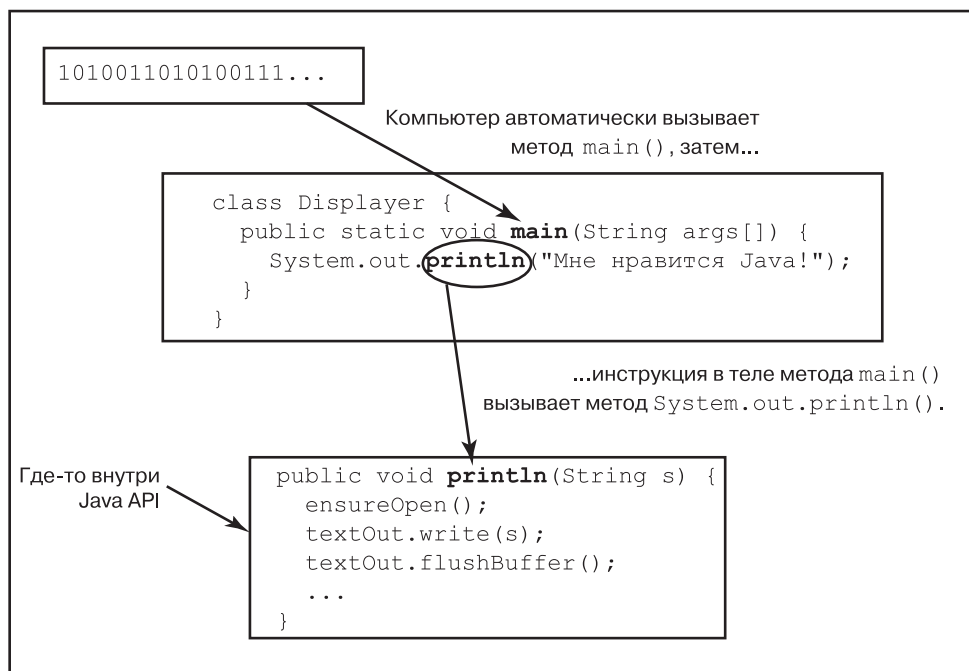 1010011010100111...
Компьютер автоматически вызывает
метод main(), затем...
class Displayer {
public static void main(String args[]) {
System.out.println("Мне нравится Java!");
}
}
...инструкция в теле метода main()
вызывает метод System.out.println().
Где-то внутри
Java API
public void println(String s) {
ensureOpen();
textOut.write(s);
textOut.flushBuffer();
...
}